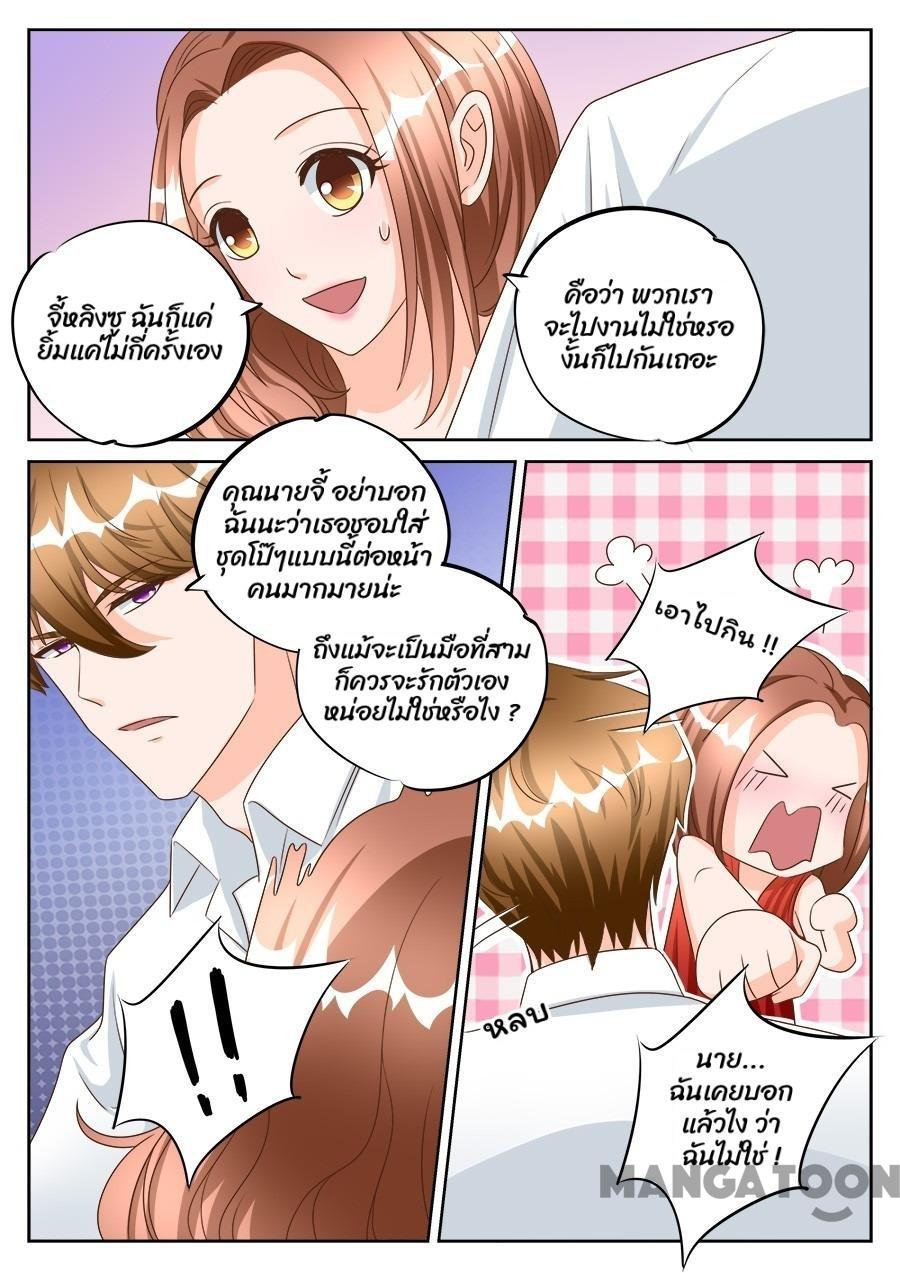 จี้หลิงซู ฉันก็แค่
ยิ้มแค่ไม่กี่ครั้งเอง
คือว่า พวกเรา
จะไปงานไม่ใช่หรอ
งั้นก็ไปกันเถอะ
คุณนายจี้ อย่าบอก
ฉันนะว่าเธอชอบใส่
ชุดโป๊ๆแบบนี้ต่อหน้า
คนมากมายน่ะ
ถึงแม้จะเป็นมือที่สาม
ก็ควรจะรักตัวเอง
หน่อยไม่ใช่หรือไง ?
!!
เอาไปกิน !!
หลบ
นาย...
ฉันเคยบอก
แล้วไง ว่า
ฉันไม่ใช่ !
MANGATOON